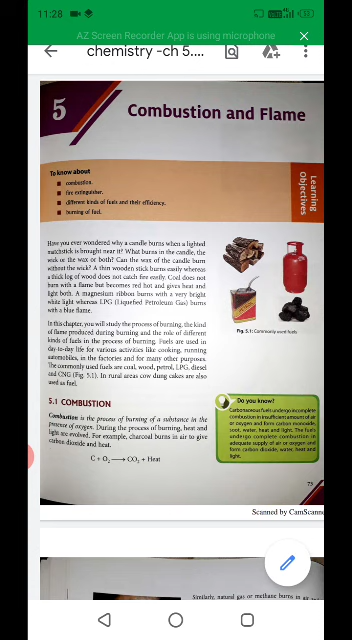 11:28
AZ Screen Recorder App is using microphone
chemistry -ch 5....
5
Combustion and Flame
To know about
combustion.
fire extinguisher.
different kinds of fuels and their efficiency.
burning of fuel.
Learning
Objectives
Have you ever wondered why a candle burns when a lighted
matchstick is brought near it? What burns in the candle, the
wick or the wax or both? Can the wax of the candle burn
without the wick? A thin wooden stick burns easily whereas
a thick log of wood does not catch fire easily. Coal does not
burn with a flame but becomes red hot and gives heat and
light both. A magnesium ribbon burns with a very bright
white light whereas LPG (Liquefied Petroleum Gas) burns
with a blue flame.
Fig. 5.1: Commonly used fuels
In this chapter, you will study the process of burning, the kind
of flame produced during burning and the role of different
kinds of fuels in the process of burning. Fuels are used in
day-to-day life for various activities like cooking, running
automobiles, in the factories and for many other purposes.
The commonly used fuels are coal, wood, petrol, LPG, diesel
and CNG (Fig. 5.1). In rural areas cow dung cakes are also
used as fuel.
5.1 COMBUSTION
Combustion is the process of burning of a substance in the
presence of oxygen. During the process of burning, heat and
light are evolved. For example, charcoal burns in air to give
carbon dioxide and heat.
C + O₂ ⟶ CO₂ + Heat
Do you know?
Carbonaceous fuels undergo incomplete
combustion in insufficient amount of air
or oxygen and form carbon monoxide,
soot, water, heat and light. The fuels
undergo complete combustion in
adequate supply of air or oxygen and
form carbon dioxide, water, heat and
light.
73
Scanned by CamScanne
Similarly, natural gas or methane burns in air